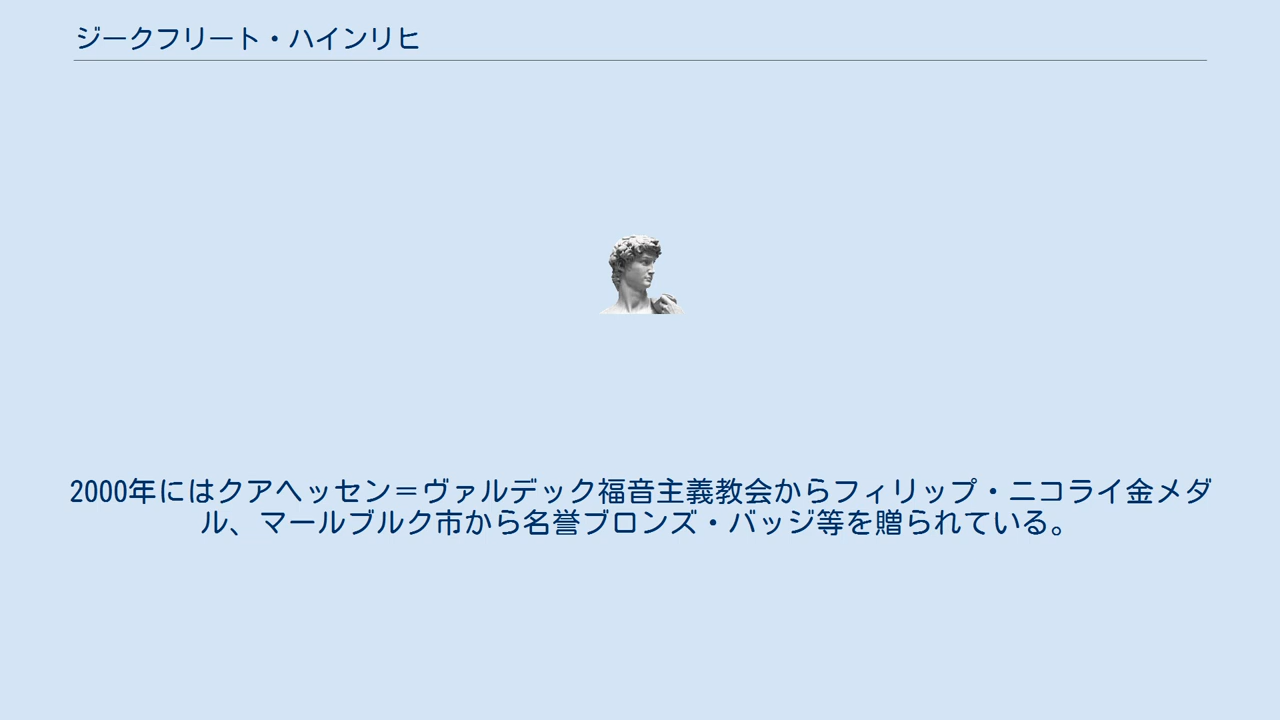 ジークフリート・ハインリヒ
2000年にはクアヘッセン＝ヴァルデック福音主義教会からフィリップ・ニコライ金メダ
ル、マールブルク市から名誉ブロンズ・バッジ等を贈られている。